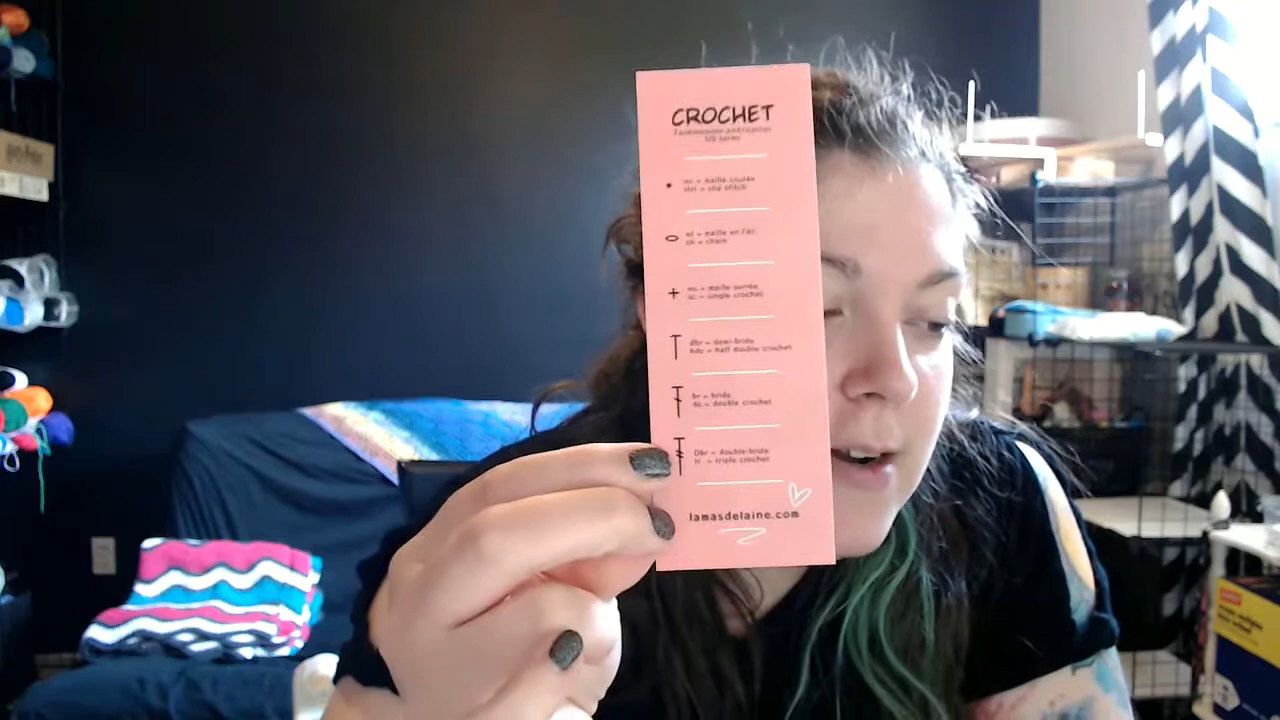 CROCHET
US terms
mc = maille coulée
slst = slip stitch
ml = maille en l'air
ch = chain
ms = maille serrée
sc = single crochet
dbr = demi-bride
hdc = half double crochet
br = bride
dc = double crochet
Dbr = double-bride
tr = triple crochet
lamasdelaine.com